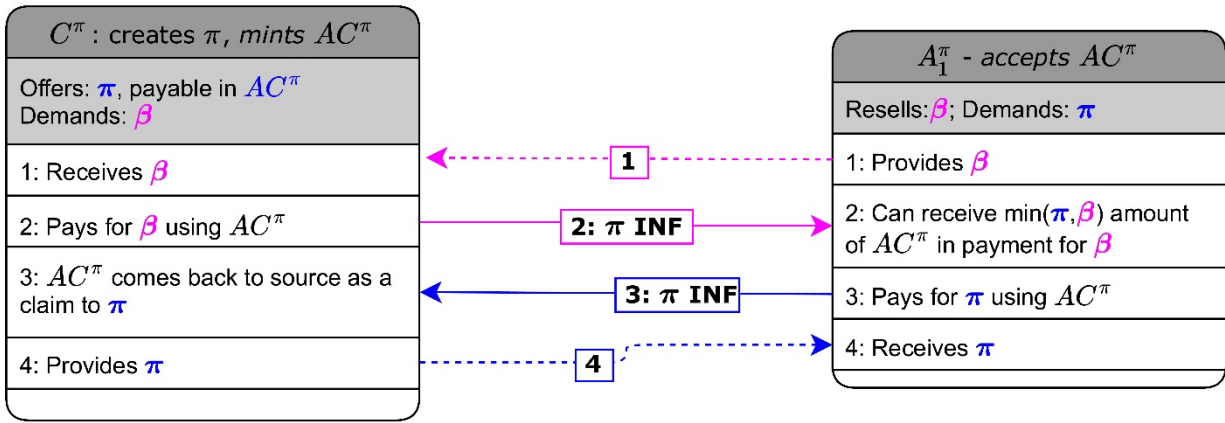 C^π : creates π, mints AC^π
Offers: π, payable in AC^π
Demands: β
1: Receives β
2: Pays for β using AC^π
3: AC^π comes back to source as a
claim to π
4: Provides π
1
2: π INF
3: π INF
4
A₁^π - accepts AC^π
Resells:β; Demands: π
1: Provides β
2: Can receive min(π,β) amount
of AC^π in payment for β
3: Pays for π using AC^π
4: Receives π